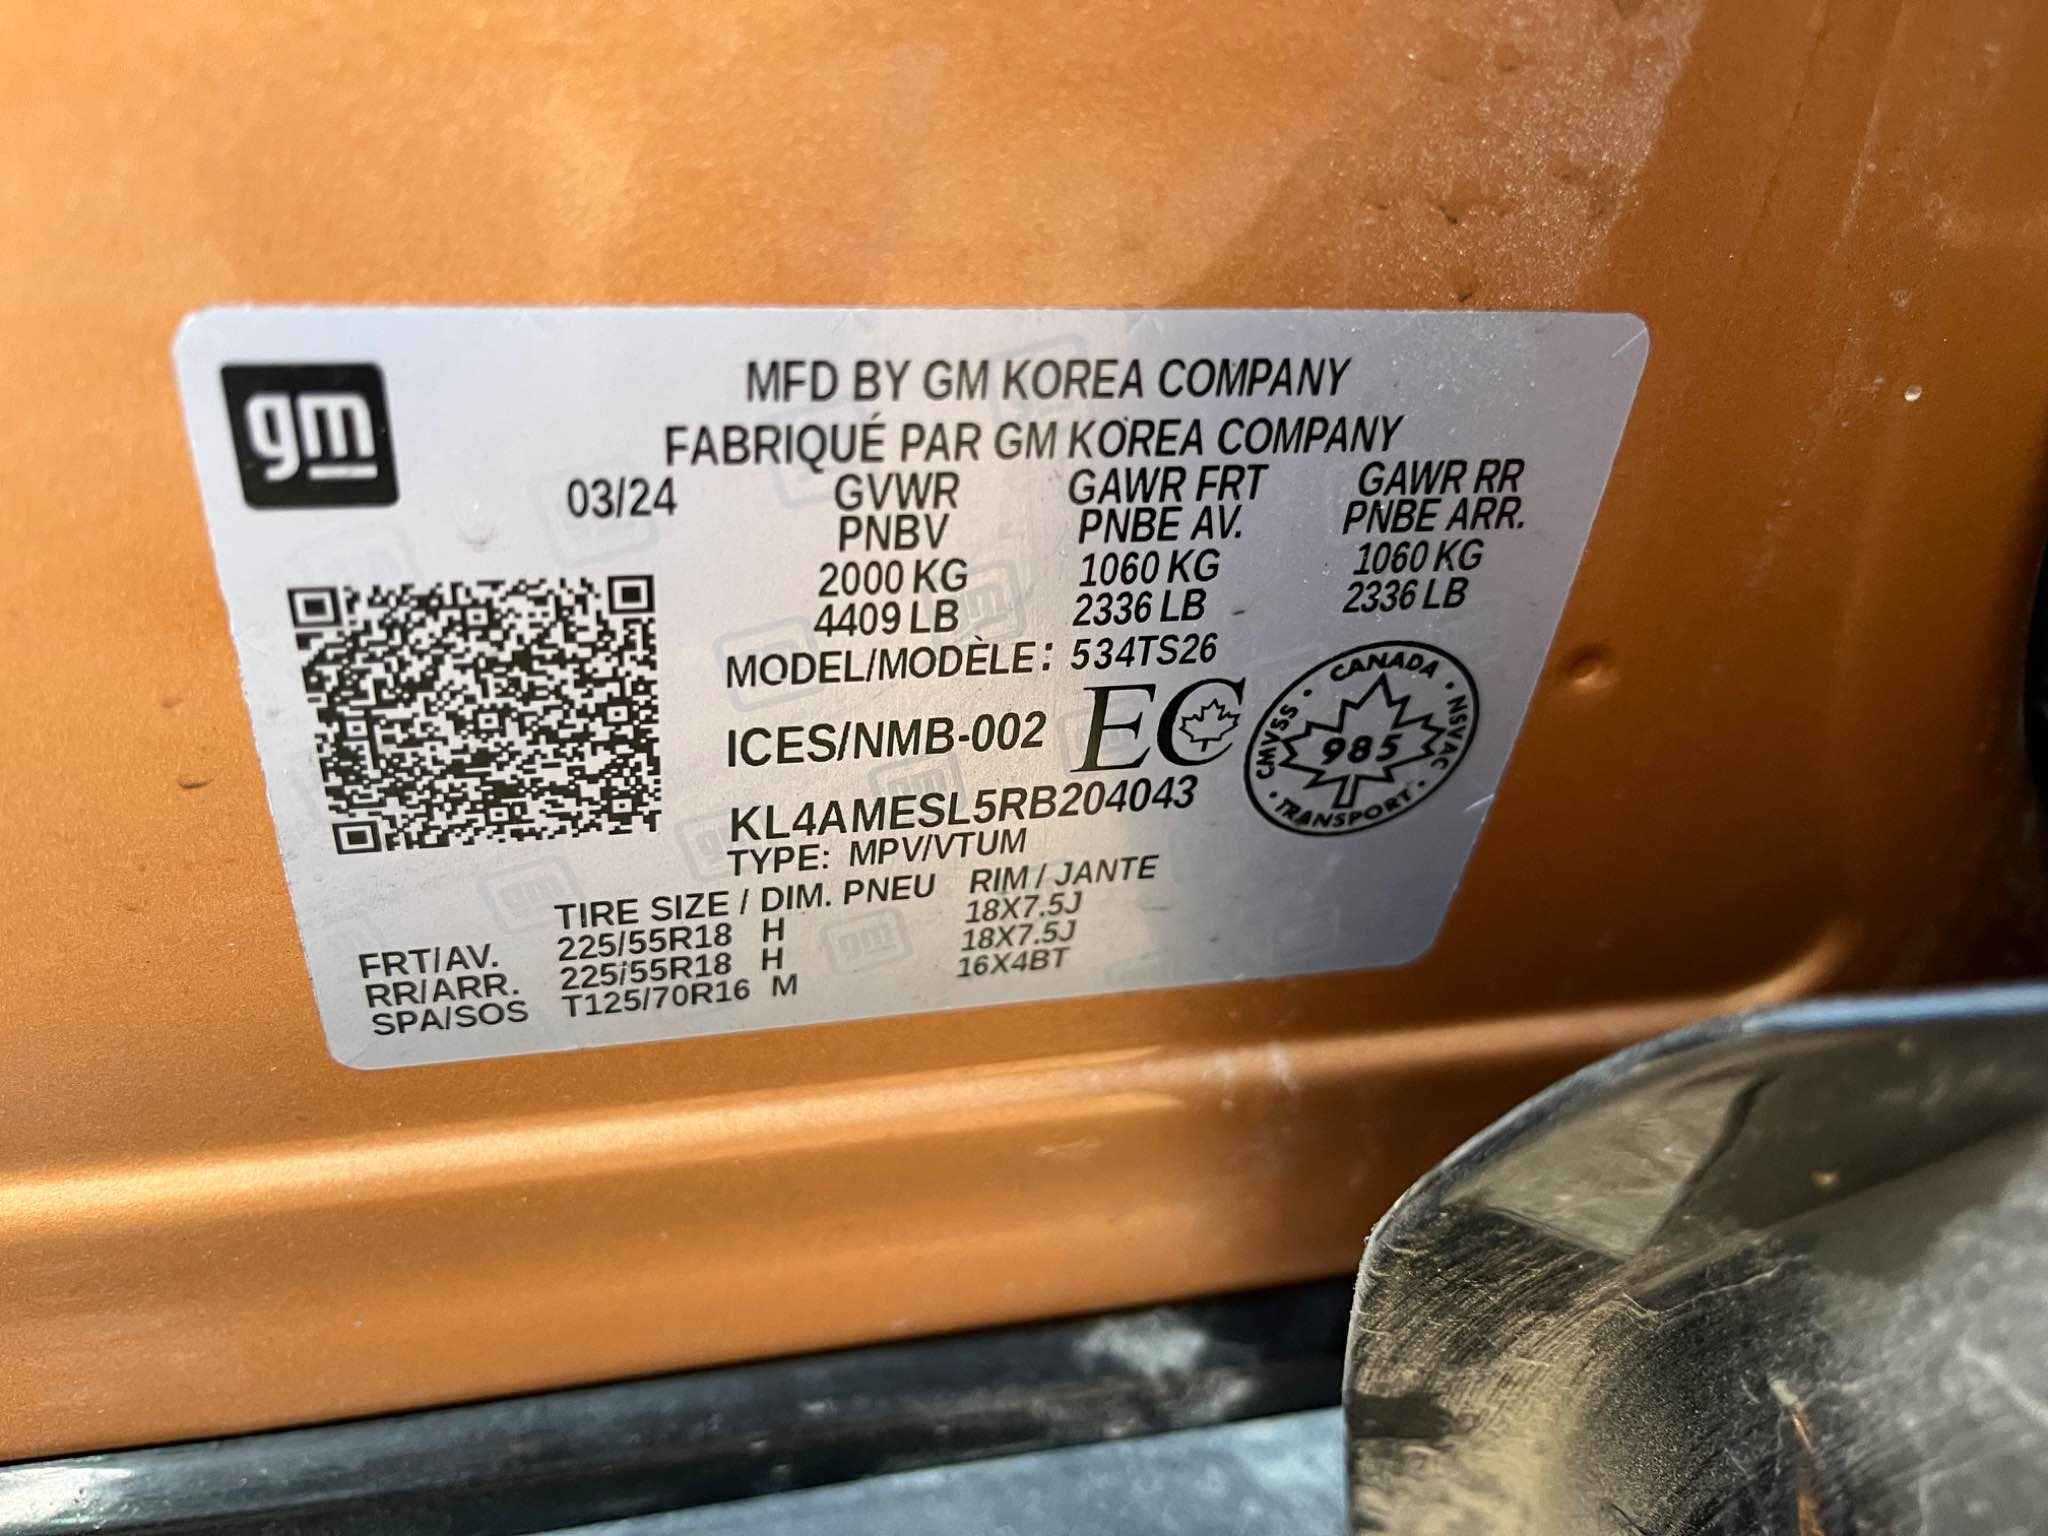 gm
MFD BY GM KOREA COMPANY
FABRIQUÉ PAR GM KOREA COMPANY
03/24 GVWR GAWR FRT GAWR RR
PNBV PNBE AV. PNBE ARR.
2000 KG 1060 KG 1060 KG
4409 LB 2336 LB 2336 LB
MODEL/MODÈLE: 534TS26
ICES/NMB-002 EC
CANADA · NSVAC · TRANSPORT · CMVSS ·
985
KL4AMESL5RB204043
TYPE: MPV/VTUM
TIRE SIZE / DIM. PNEU RIM / JANTE
FRT/AV. 225/55R18 H 18X7.5J
RR/ARR. 225/55R18 H 18X7.5J
SPA/SOS T125/70R16 M 16X4BT